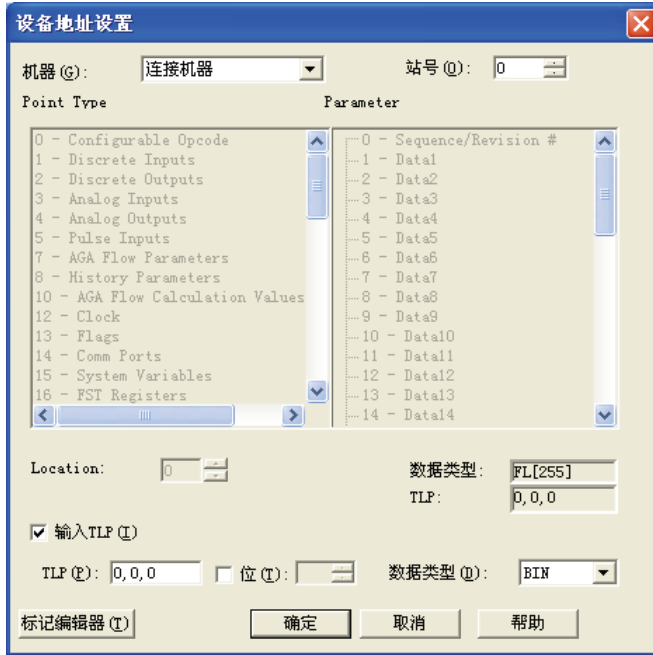 设备地址设置
机器(G): 连接机器 站号(O): 0
Point Type Parameter
0 - Configurable Opcode
1 - Discrete Inputs
2 - Discrete Outputs
3 - Analog Inputs
4 - Analog Outputs
5 - Pulse Inputs
7 - AGA Flow Parameters
8 - History Parameters
10 - AGA Flow Calculation Values
12 - Clock
13 - Flags
14 - Comm Ports
15 - System Variables
16 - FST Registers
0 - Sequence/Revision #
1 - Data1
2 - Data2
3 - Data3
4 - Data4
5 - Data5
6 - Data6
7 - Data7
8 - Data8
9 - Data9
10 - Data10
11 - Data11
12 - Data12
13 - Data13
14 - Data14
Location: 0 数据类型: FL[255]
TLP: 0,0,0
输入TLP(I)
TLP(P): 0,0,0 位(T): 数据类型(D): BIN
标记编辑器(T) 确定 取消 帮助